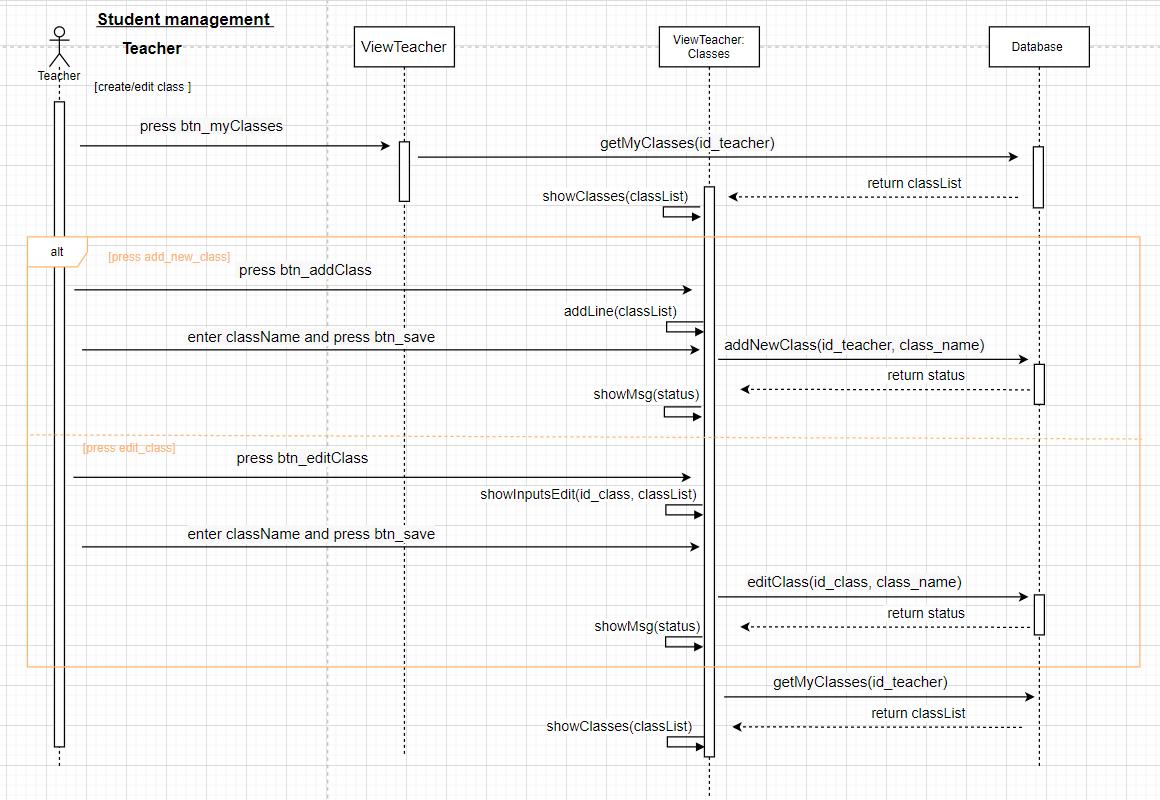 Student management
Teacher
Teacher
ViewTeacher
ViewTeacher:
Classes
Database
[create/edit class ]
press btn_myClasses
getMyClasses(id_teacher)
return classList
showClasses(classList)
alt
[press add_new_class]
press btn_addClass
addLine(classList)
enter className and press btn_save
addNewClass(id_teacher, class_name)
return status
showMsg(status)
[press edit_class]
press btn_editClass
showInputsEdit(id_class, classList)
enter className and press btn_save
editClass(id_class, class_name)
return status
showMsg(status)
getMyClasses(id_teacher)
return classList
showClasses(classList)